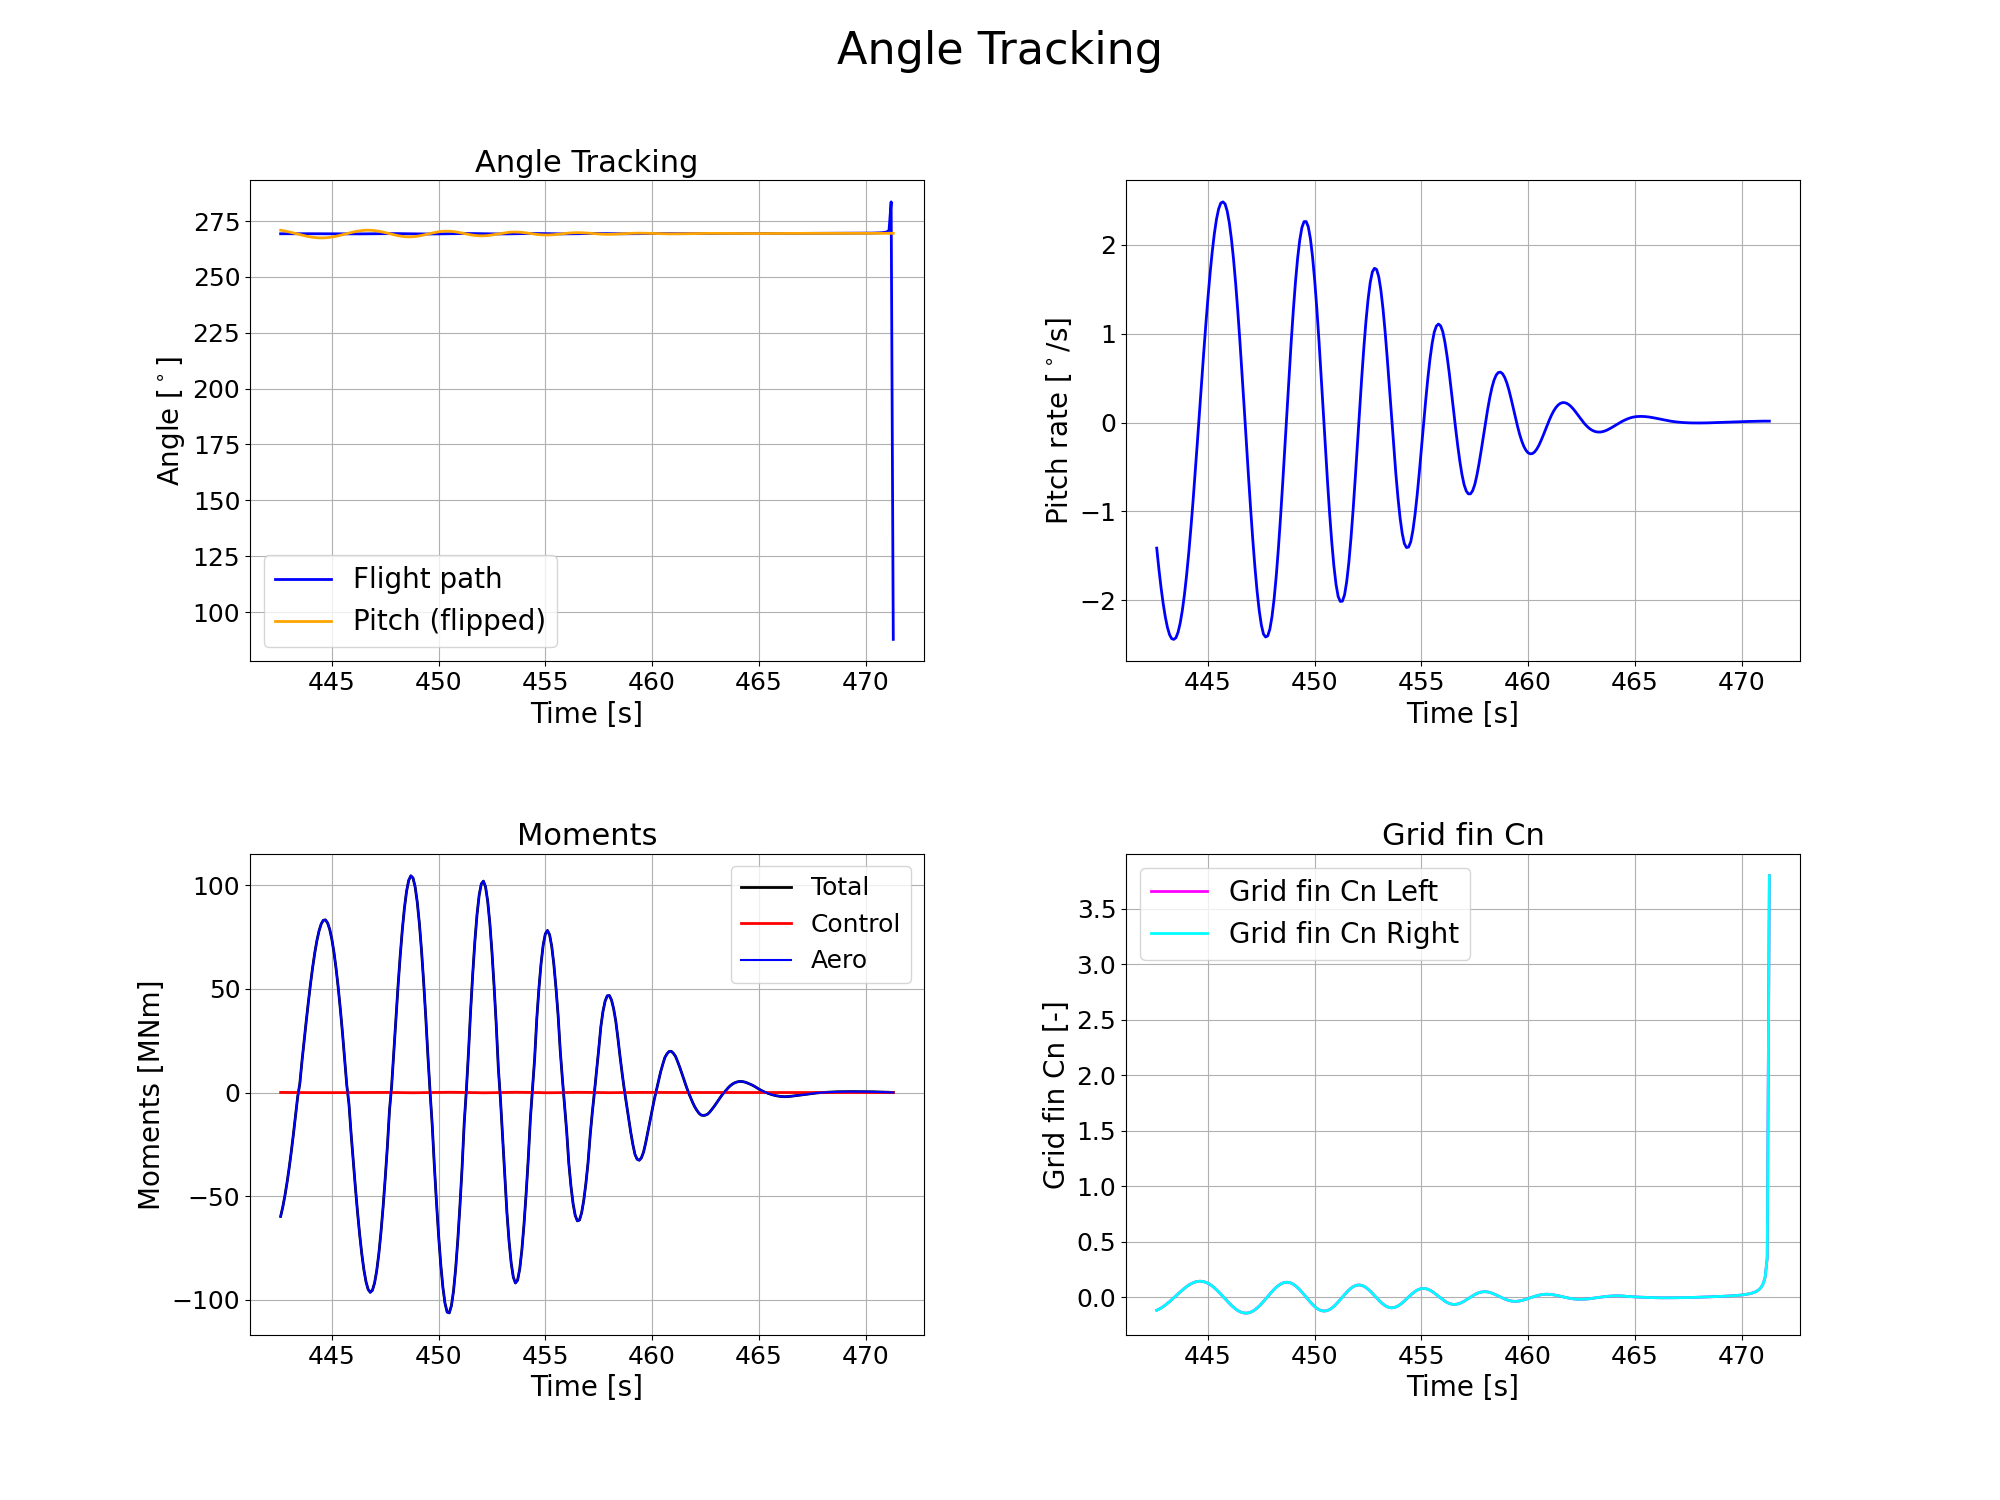 Angle Tracking
Angle Tracking
275
250
225
200
175
150
125
100
Angle [°]
Flight path
Pitch (flipped)
445 450 455 460 465 470
Time [s]
2
1
0
−1
−2
Pitch rate [°/s]
445 450 455 460 465 470
Time [s]
Moments
100
50
0
−50
−100
Moments [MNm]
Total
Control
Aero
445 450 455 460 465 470
Time [s]
Grid fin Cn
Grid fin Cn Left
Grid fin Cn Right
3.5
3.0
2.5
2.0
1.5
1.0
0.5
0.0
Grid fin Cn [-]
445 450 455 460 465 470
Time [s]